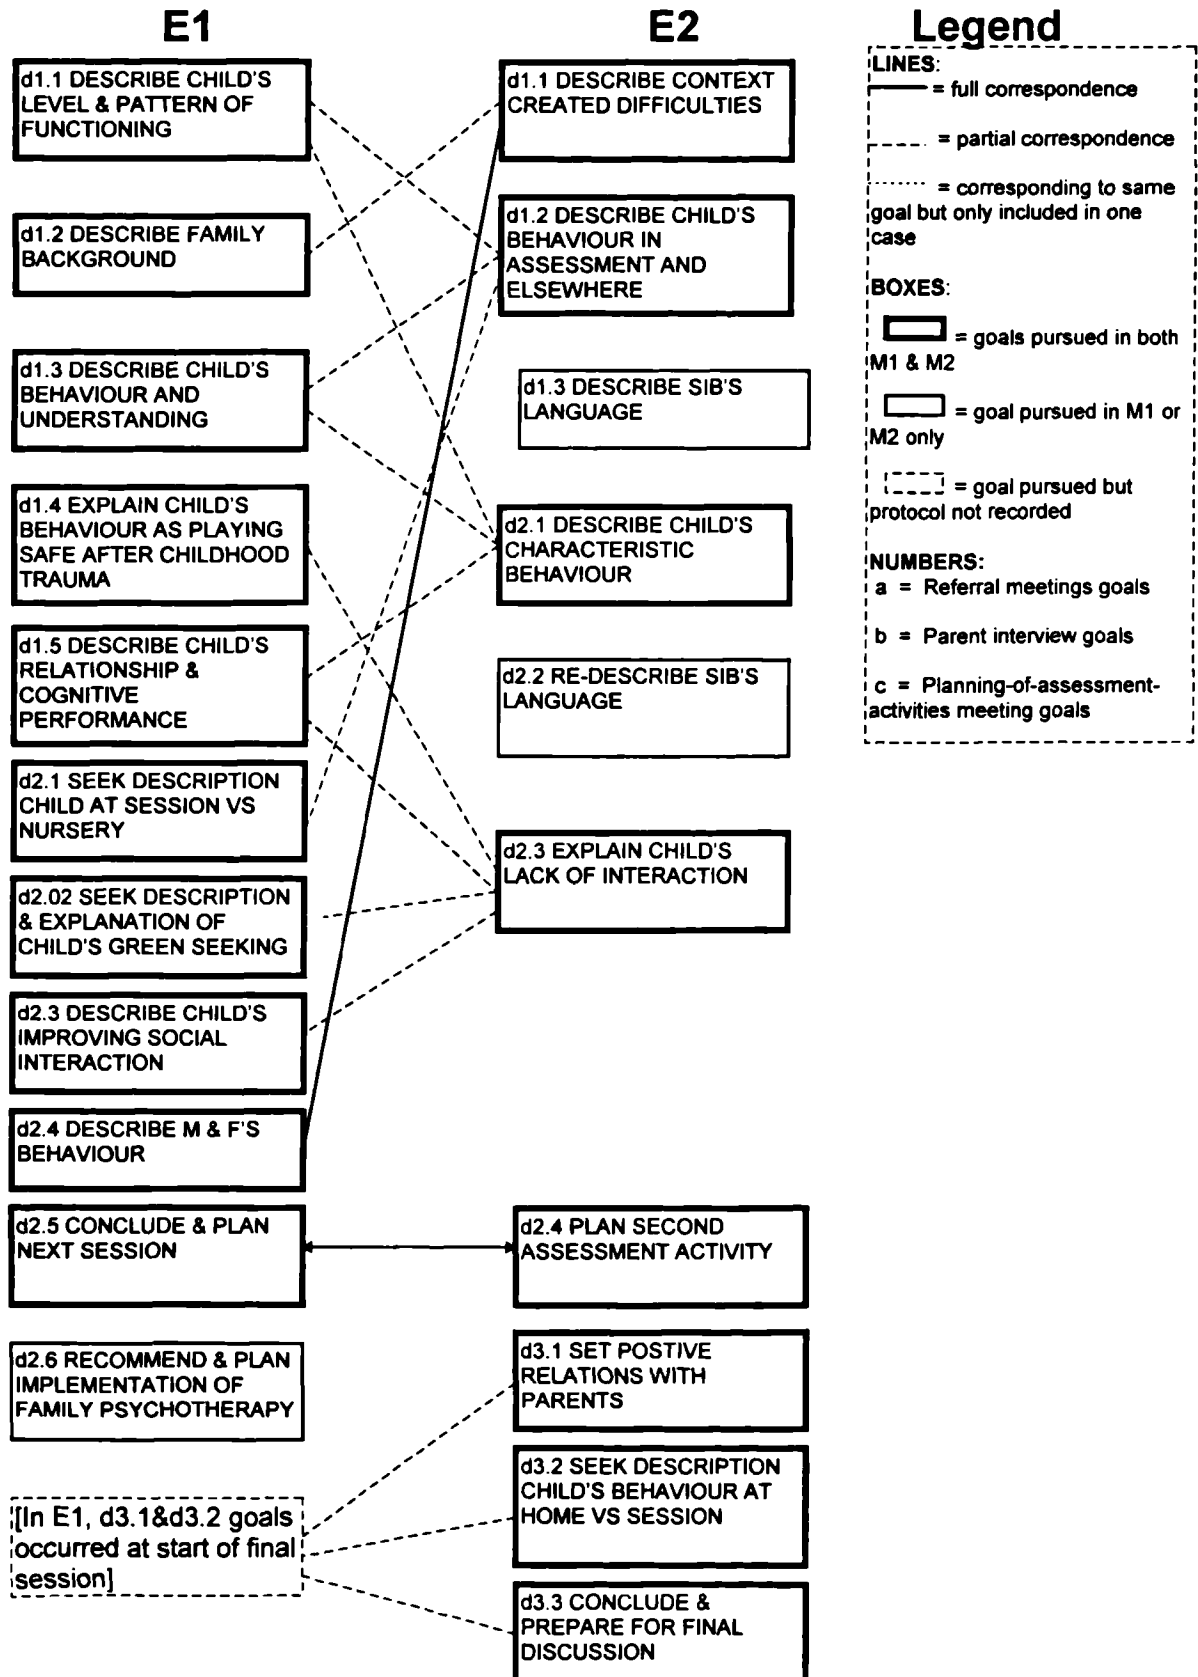 E1
d1.1 DESCRIBE CHILD'S
LEVEL & PATTERN OF
FUNCTIONING
d1.2 DESCRIBE FAMILY
BACKGROUND
d1.3 DESCRIBE CHILD'S
BEHAVIOUR AND
UNDERSTANDING
d1.4 EXPLAIN CHILD'S
BEHAVIOUR AS PLAYING
SAFE AFTER CHILDHOOD
TRAUMA
d1.5 DESCRIBE CHILD'S
RELATIONSHIP &
COGNITIVE
PERFORMANCE
d2.1 SEEK DESCRIPTION
CHILD AT SESSION VS
NURSERY
d2.02 SEEK DESCRIPTION
& EXPLANATION OF
CHILD'S GREEN SEEKING
d2.3 DESCRIBE CHILD'S
IMPROVING SOCIAL
INTERACTION
d2.4 DESCRIBE M & F'S
BEHAVIOUR
d2.5 CONCLUDE & PLAN
NEXT SESSION
d2.6 RECOMMEND & PLAN
IMPLEMENTATION OF
FAMILY PSYCHOTHERAPY
[In E1, d3.1&d3.2 goals
occurred at start of final
session]
E2
d1.1 DESCRIBE CONTEXT
CREATED DIFFICULTIES
d1.2 DESCRIBE CHILD'S
BEHAVIOUR IN
ASSESSMENT AND
ELSEWHERE
d1.3 DESCRIBE SIB'S
LANGUAGE
d2.1 DESCRIBE CHILD'S
CHARACTERISTIC
BEHAVIOUR
d2.2 RE-DESCRIBE SIB'S
LANGUAGE
d2.3 EXPLAIN CHILD'S
LACK OF INTERACTION
d2.4 PLAN SECOND
ASSESSMENT ACTIVITY
d3.1 SET POSTIVE
RELATIONS WITH
PARENTS
d3.2 SEEK DESCRIPTION
CHILD'S BEHAVIOUR AT
HOME VS SESSION
d3.3 CONCLUDE &
PREPARE FOR FINAL
DISCUSSION
Legend
LINES:
= full correspondence
= partial correspondence
= corresponding to same
goal but only included in one
case
BOXES:
= goals pursued in both
M1 & M2
= goal pursued in M1 or
M2 only
= goal pursued but
protocol not recorded
NUMBERS:
a = Referral meetings goals
b = Parent interview goals
c = Planning-of-assessment-
activities meeting goals